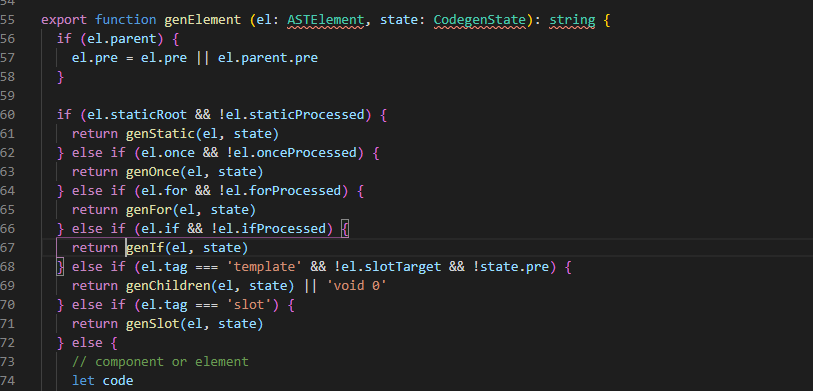 54
55 export function genElement (el: ASTElement, state: CodegenState): string {
56 if (el.parent) {
57 el.pre = el.pre || el.parent.pre
58 }
59
60 if (el.staticRoot && !el.staticProcessed) {
61 return genStatic(el, state)
62 } else if (el.once && !el.onceProcessed) {
63 return genOnce(el, state)
64 } else if (el.for && !el.forProcessed) {
65 return genFor(el, state)
66 } else if (el.if && !el.ifProcessed) {
67 return genIf(el, state)
68 } else if (el.tag === 'template' && !el.slotTarget && !state.pre) {
69 return genChildren(el, state) || 'void 0'
70 } else if (el.tag === 'slot') {
71 return genSlot(el, state)
72 } else {
73 // component or element
74 let code